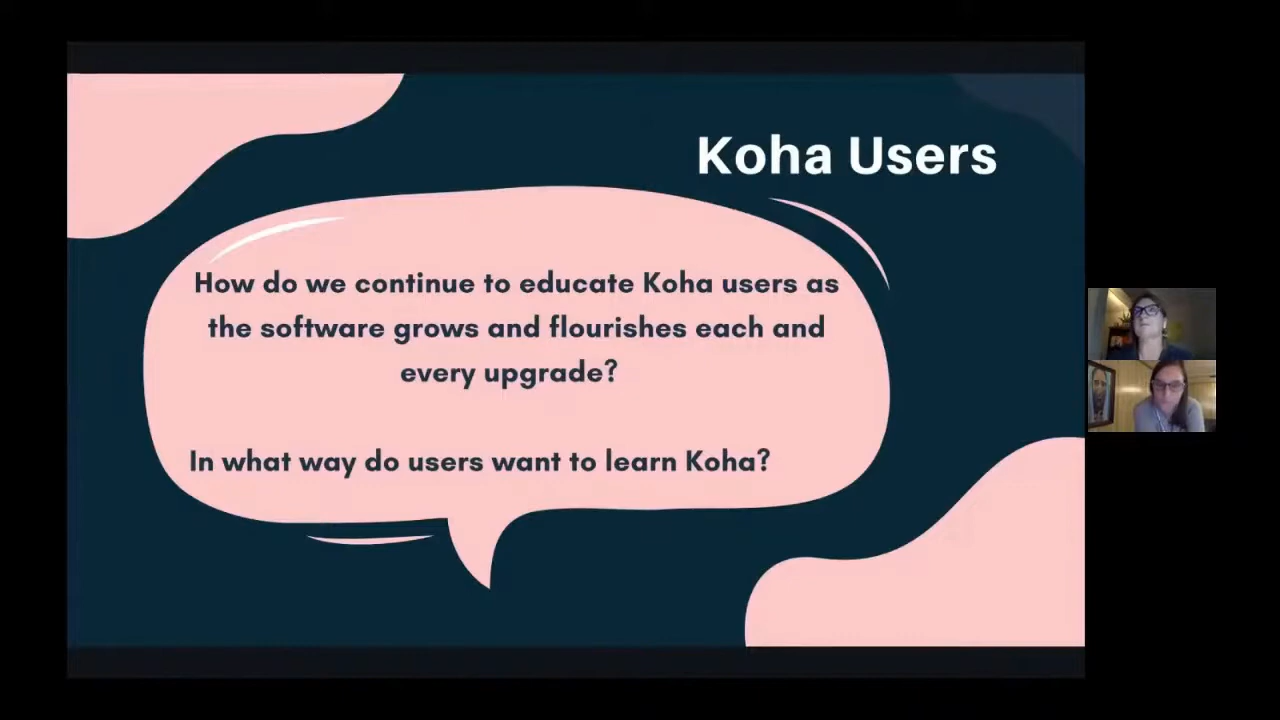 Koha Users
How do we continue to educate Koha users as
the software grows and flourishes each and
every upgrade?
In what way do users want to learn Koha?